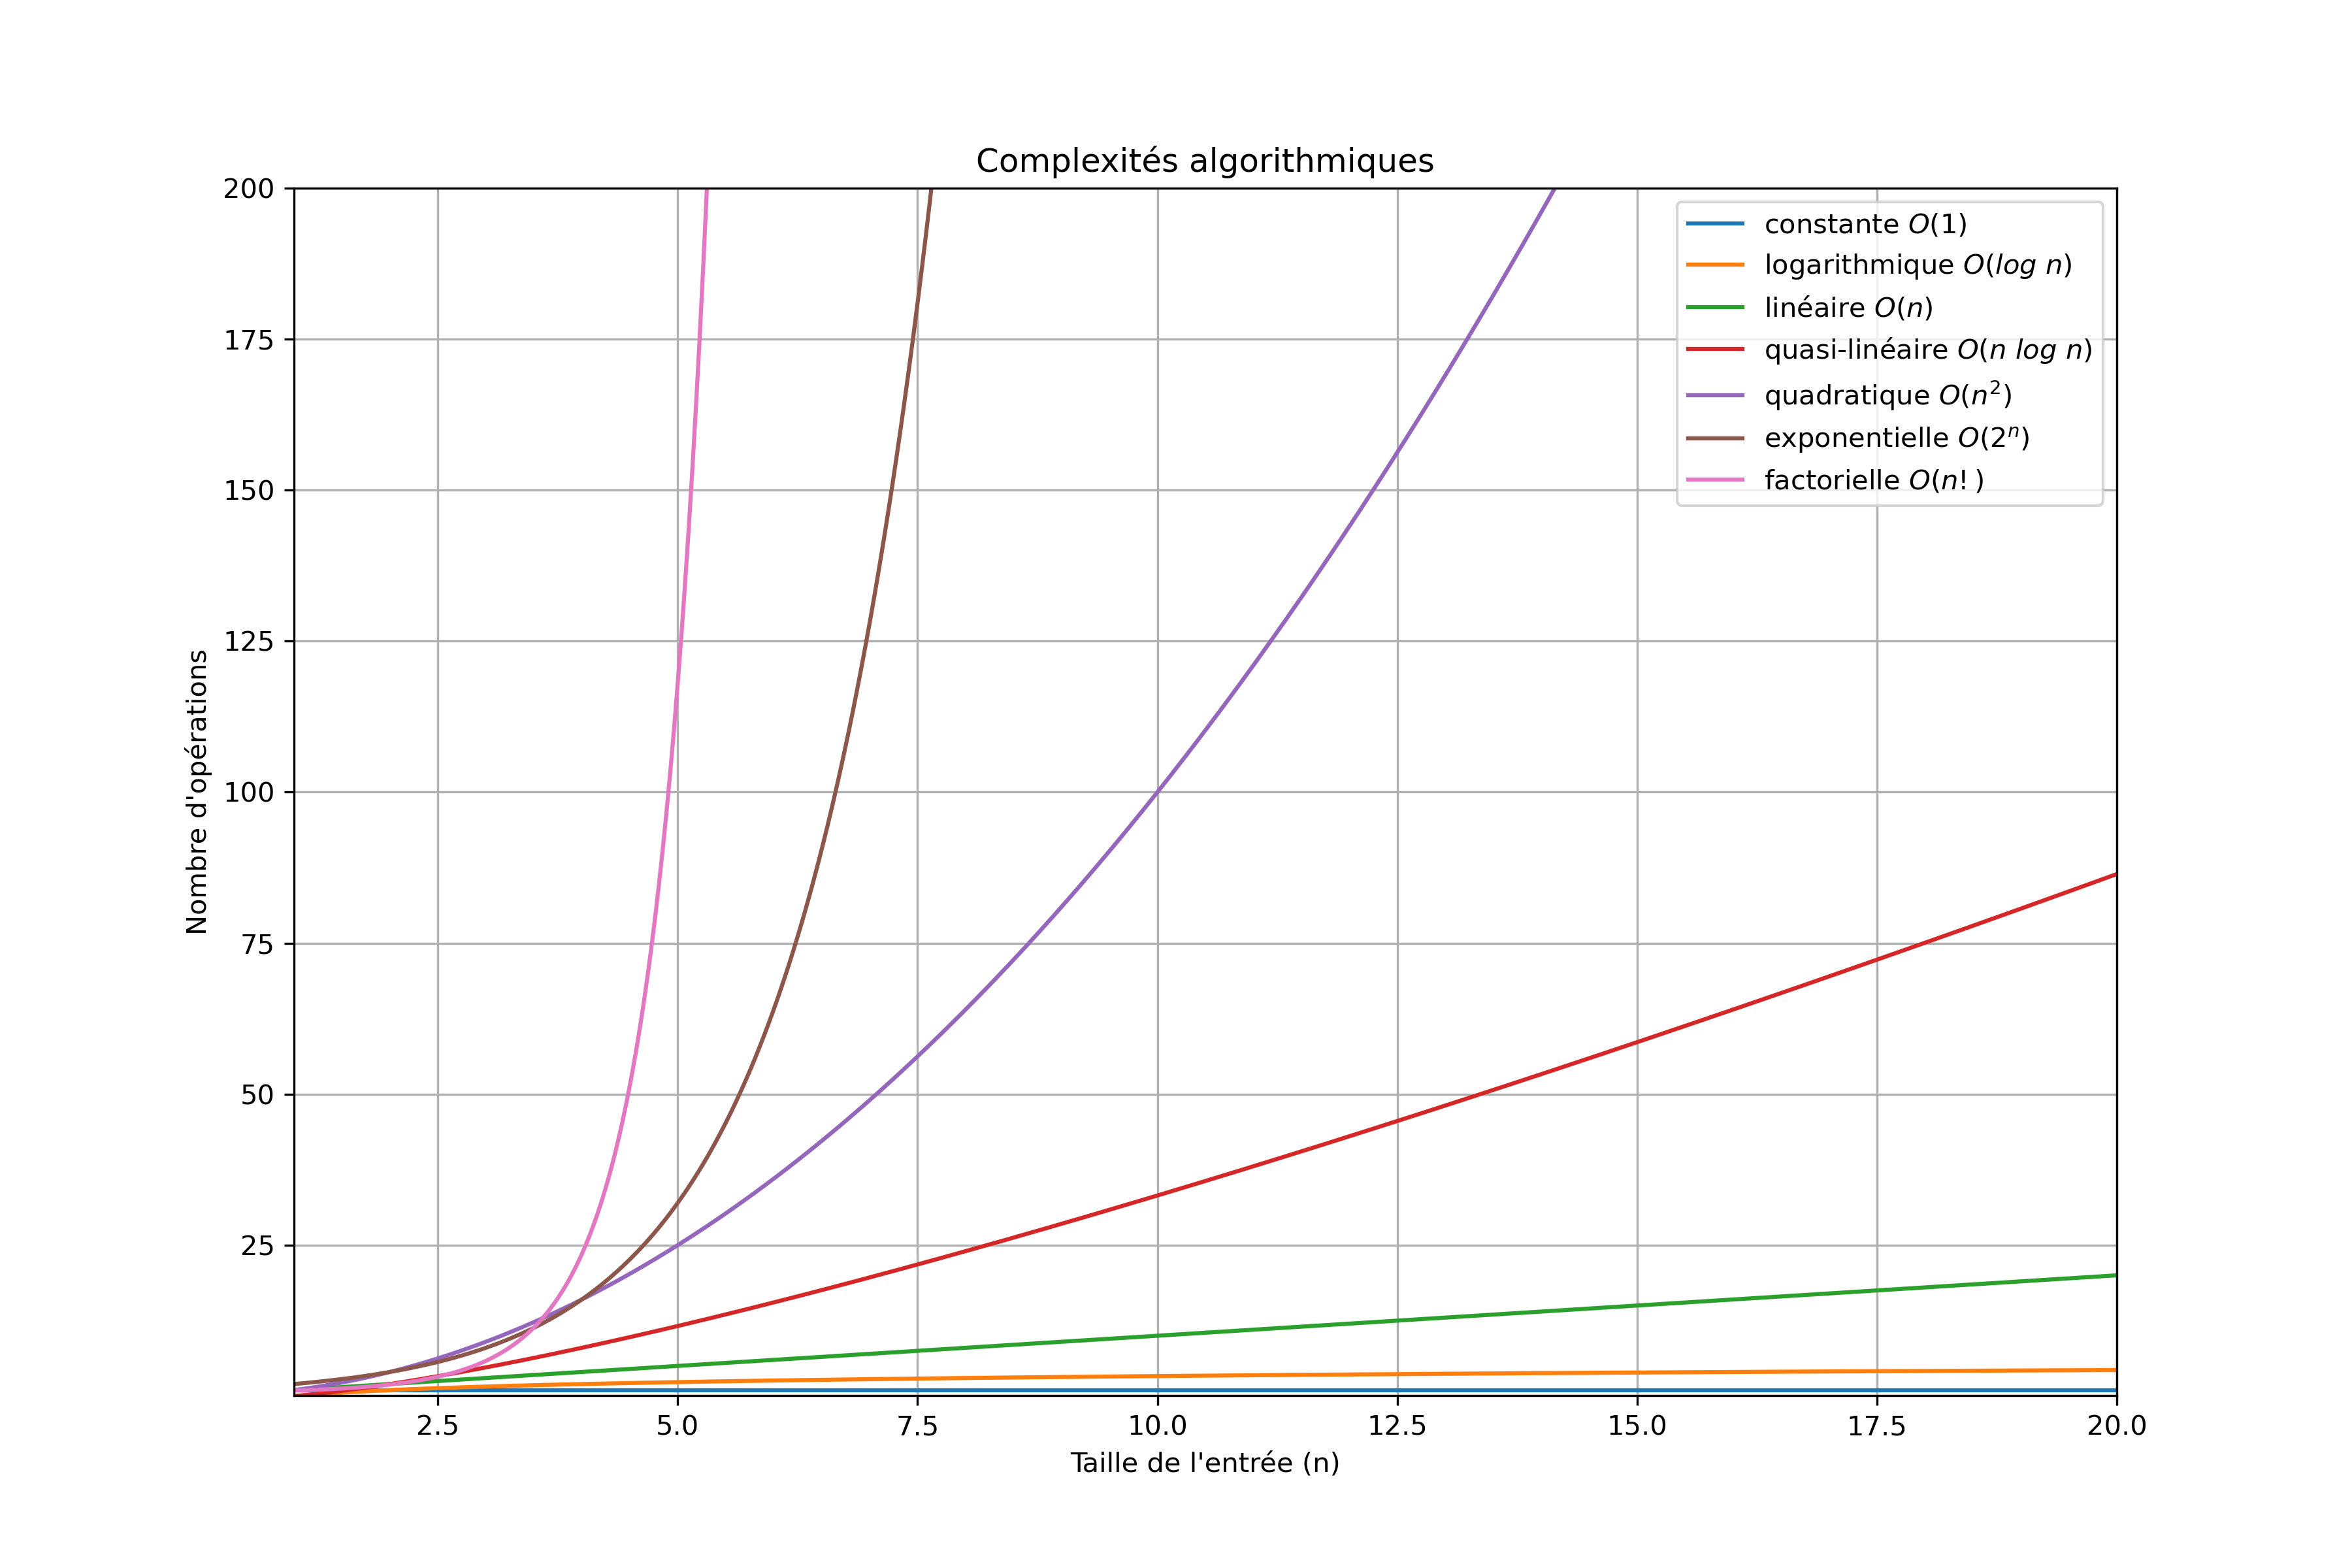 Complexités algorithmiques
200
175
150
125
100
75
50
25
Nombre d'opérations
constante O(1)
logarithmique O(log n)
linéaire O(n)
quasi-linéaire O(n log n)
quadratique O(n²)
exponentielle O(2ⁿ)
factorielle O(n!)
2.5 5.0 7.5 10.0 12.5 15.0 17.5 20.0
Taille de l'entrée (n)